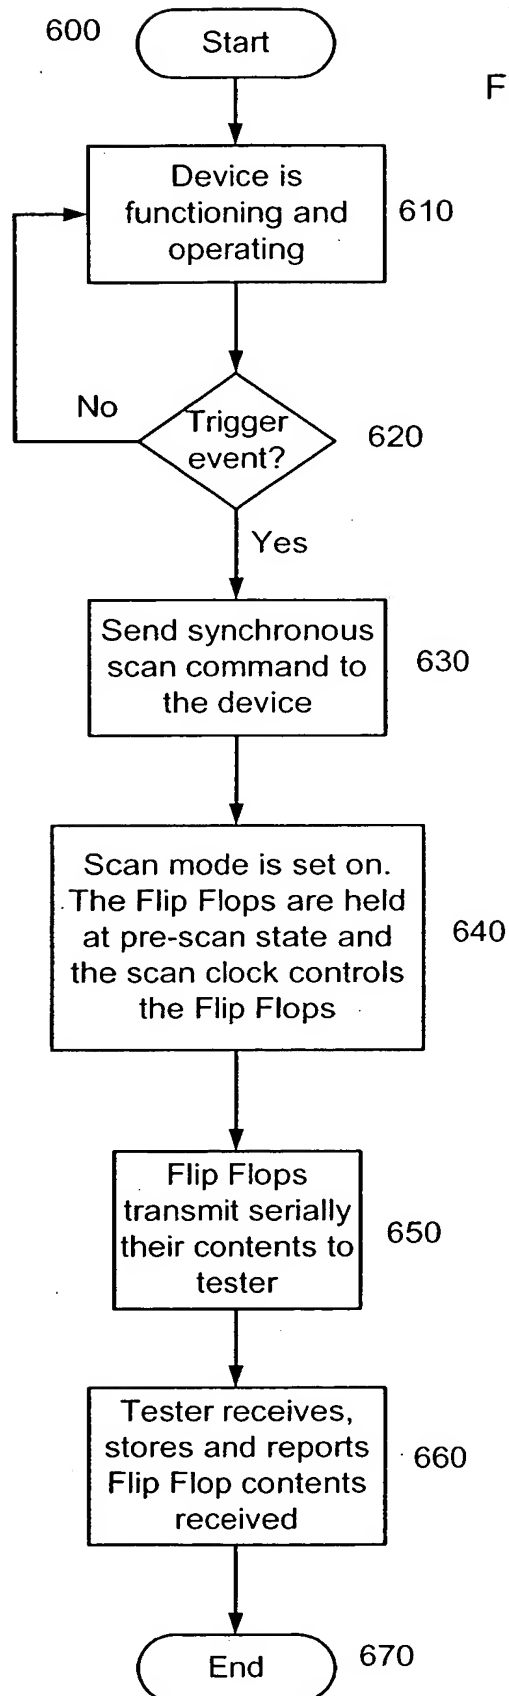 600
Start
F
Device is
functioning and
operating
610
No
Trigger
event?
620
Yes
Send synchronous
scan command to
the device
630
Scan mode is set on.
The Flip Flops are held
at pre-scan state and
the scan clock controls
the Flip Flops
640
Flip Flops
transmit serially
their contents to
tester
650
Tester receives,
stores and reports
Flip Flop contents
received
660
End
670